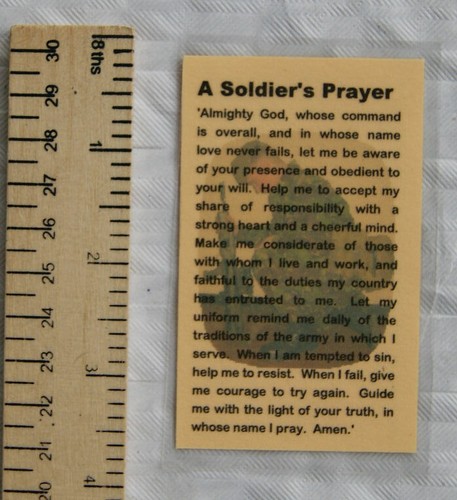 A Soldier's Prayer
'Almighty God, whose command
is overall, and in whose name
love never fails, let me be aware
of your presence and obedient to
your will. Help me to accept my
share of responsibility with a
strong heart and a cheerful mind.
Make me considerate of those
with whom I live and work, and
faithful to the duties my country
has entrusted to me. Let my
uniform remind me daily of the
traditions of the army in which I
serve. When I am tempted to sin,
help me to resist. When I fail, give
me courage to try again. Guide
me with the light of your truth, in
whose name I pray. Amen.'
30
29
28
27
26
25
24
23
22
21
20
8ths
1
2
3
4